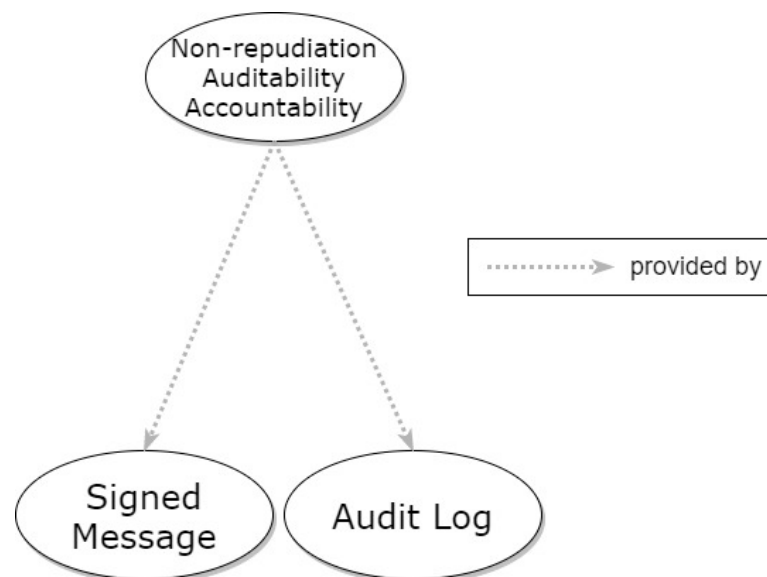 Non-repudiation
Auditability
Accountability
provided by
Signed
Message
Audit Log